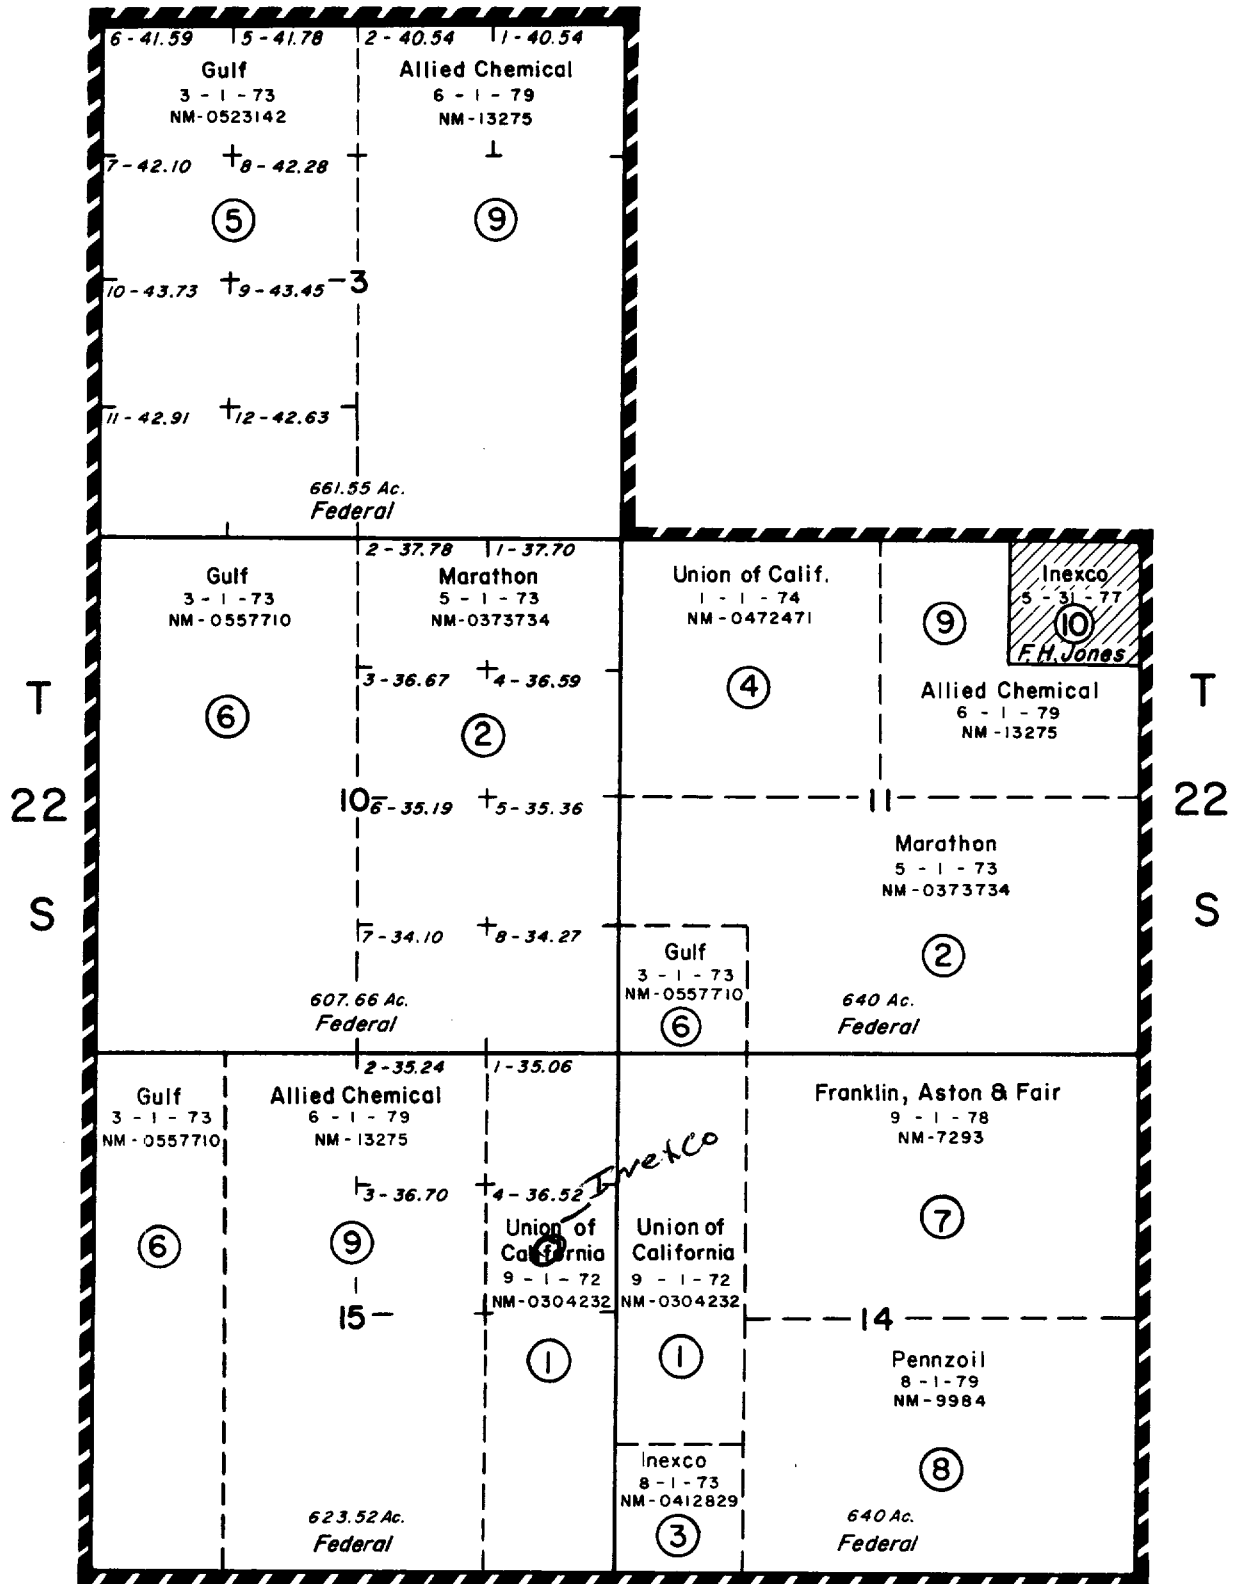 6-41.59 5-41.78 2-40.54 1-40.54
Gulf
3-1-73
NM-0523142
Allied Chemical
6-1-79
NM-13275
7-42.10 8-42.28
5
9
10-43.73 9-43.45 3
11-42.91 12-42.63
661.55 Ac.
Federal
2-37.78 1-37.70
Gulf
3-1-73
NM-0557710
6
Marathon
5-1-73
NM-0373734
3-36.67 4-36.59
2
10 6-35.19 5-35.36
7-34.10 8-34.27
607.66 Ac.
Federal
Union of Calif.
1-1-74
NM-0472471
4
9
Inexco
5-31-77
10
F.H. Jones
Allied Chemical
6-1-79
NM-13275
11
Marathon
5-1-73
NM-0373734
2
Gulf
3-1-73
NM-0557710
6
640 Ac.
Federal
T
22
S
T
22
S
2-35.24 1-35.06
Gulf
3-1-73
NM-0557710
6
Allied Chemical
6-1-79
NM-13275
3-36.70 4-36.52
9
15
Inexco
Union of
California
9-1-72
NM-0304232
1
623.52 Ac.
Federal
Union of
California
9-1-72
NM-0304232
1
Franklin, Aston & Fair
9-1-78
NM-7293
7
14
Pennzoil
8-1-79
NM-9984
8
Inexco
8-1-73
NM-0412829
3
640 Ac.
Federal